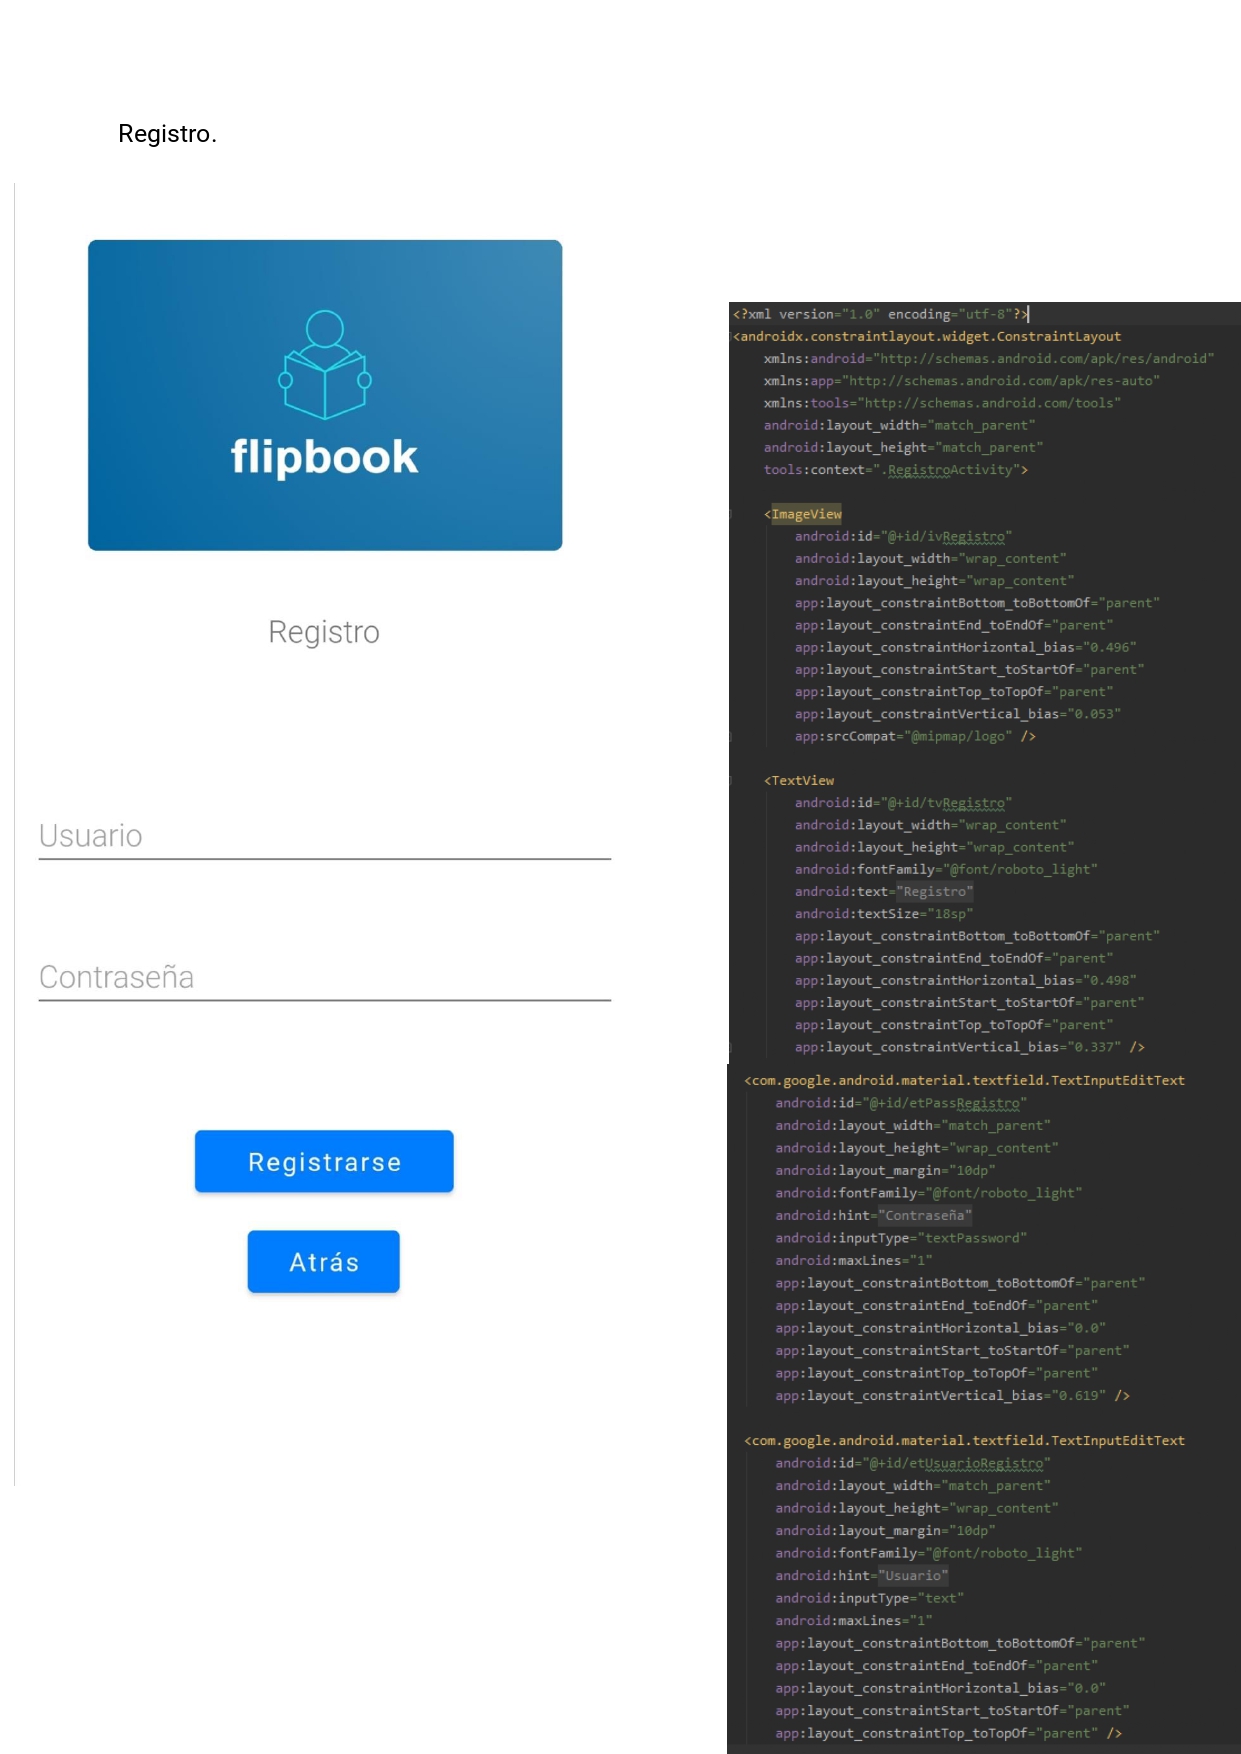 Registro.
flipbook
Registro
Usuario
Contraseña
Registrarse
Atrás
<?xml version="1.0" encoding="utf-8"?>
<androidx.constraintlayout.widget.ConstraintLayout
xmlns:android="http://schemas.android.com/apk/res/android"
xmlns:app="http://schemas.android.com/apk/res-auto"
xmlns:tools="http://schemas.android.com/tools"
android:layout_width="match_parent"
android:layout_height="match_parent"
tools:context=".RegistroActivity">
<ImageView
android:id="@+id/ivRegistro"
android:layout_width="wrap_content"
android:layout_height="wrap_content"
app:layout_constraintBottom_toBottomOf="parent"
app:layout_constraintEnd_toEndOf="parent"
app:layout_constraintHorizontal_bias="0.496"
app:layout_constraintStart_toStartOf="parent"
app:layout_constraintTop_toTopOf="parent"
app:layout_constraintVertical_bias="0.053"
app:srcCompat="@mipmap/logo" />
<TextView
android:id="@+id/tvRegistro"
android:layout_width="wrap_content"
android:layout_height="wrap_content"
android:fontFamily="@font/roboto_light"
android:text="Registro"
android:textSize="18sp"
app:layout_constraintBottom_toBottomOf="parent"
app:layout_constraintEnd_toEndOf="parent"
app:layout_constraintHorizontal_bias="0.498"
app:layout_constraintStart_toStartOf="parent"
app:layout_constraintTop_toTopOf="parent"
app:layout_constraintVertical_bias="0.337" />
<com.google.android.material.textfield.TextInputEditText
android:id="@+id/etPassRegistro"
android:layout_width="match_parent"
android:layout_height="wrap_content"
android:layout_margin="10dp"
android:fontFamily="@font/roboto_light"
android:hint="Contraseña"
android:inputType="textPassword"
android:maxLines="1"
app:layout_constraintBottom_toBottomOf="parent"
app:layout_constraintEnd_toEndOf="parent"
app:layout_constraintHorizontal_bias="0.0"
app:layout_constraintStart_toStartOf="parent"
app:layout_constraintTop_toTopOf="parent"
app:layout_constraintVertical_bias="0.619" />
<com.google.android.material.textfield.TextInputEditText
android:id="@+id/etUsuarioRegistro"
android:layout_width="match_parent"
android:layout_height="wrap_content"
android:layout_margin="10dp"
android:fontFamily="@font/roboto_light"
android:hint="Usuario"
android:inputType="text"
android:maxLines="1"
app:layout_constraintBottom_toBottomOf="parent"
app:layout_constraintEnd_toEndOf="parent"
app:layout_constraintHorizontal_bias="0.0"
app:layout_constraintStart_toStartOf="parent"
app:layout_constraintTop_toTopOf="parent" />